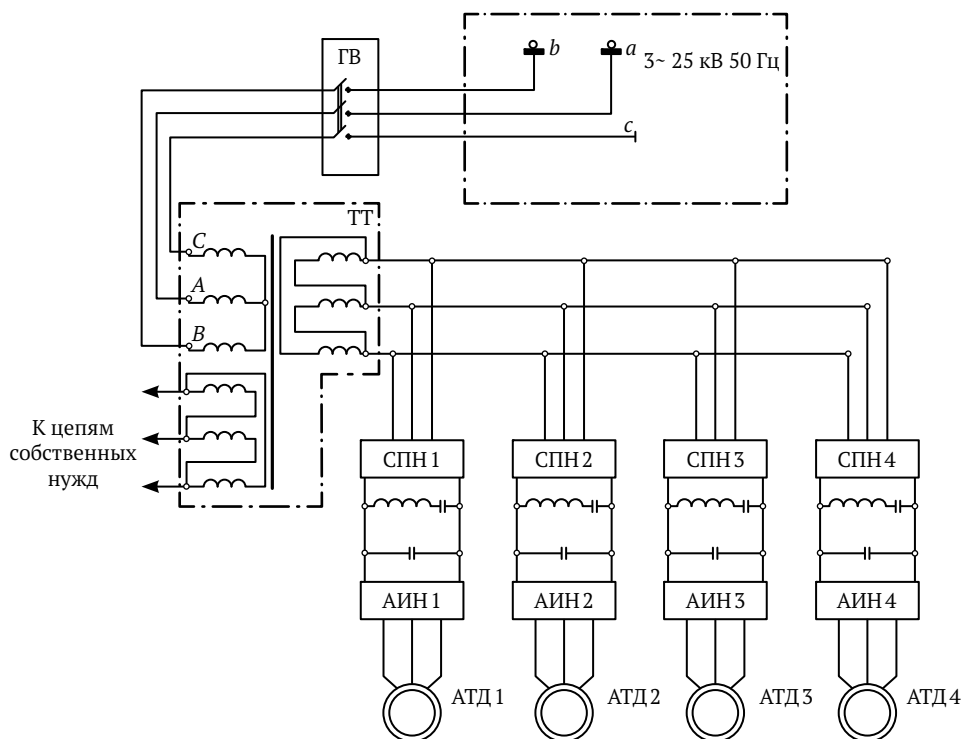 ГВ
b
a
3~ 25 кВ 50 Гц
c
ТТ
C
A
B
К цепям
собственных
нужд
СПН 1
СПН 2
СПН 3
СПН 4
АИН 1
АИН 2
АИН 3
АИН 4
АТД 1
АТД 2
АТД 3
АТД 4